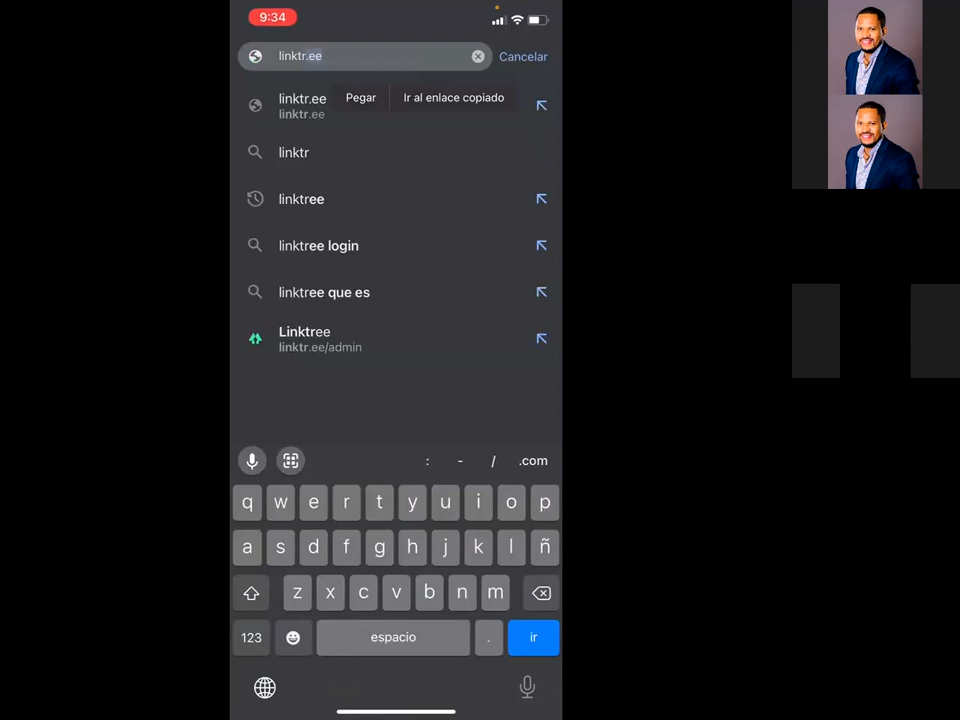 9:34
linktr.ee
Cancelar
linktr.ee
linktr.ee
Pegar
Ir al enlace copiado
linktr
linktree
linktree login
linktree que es
Linktree
linktr.ee/admin
: - / .com
q w e r t y u i o p
a s d f g h j k l ñ
z x c v b n m
123 espacio . ir